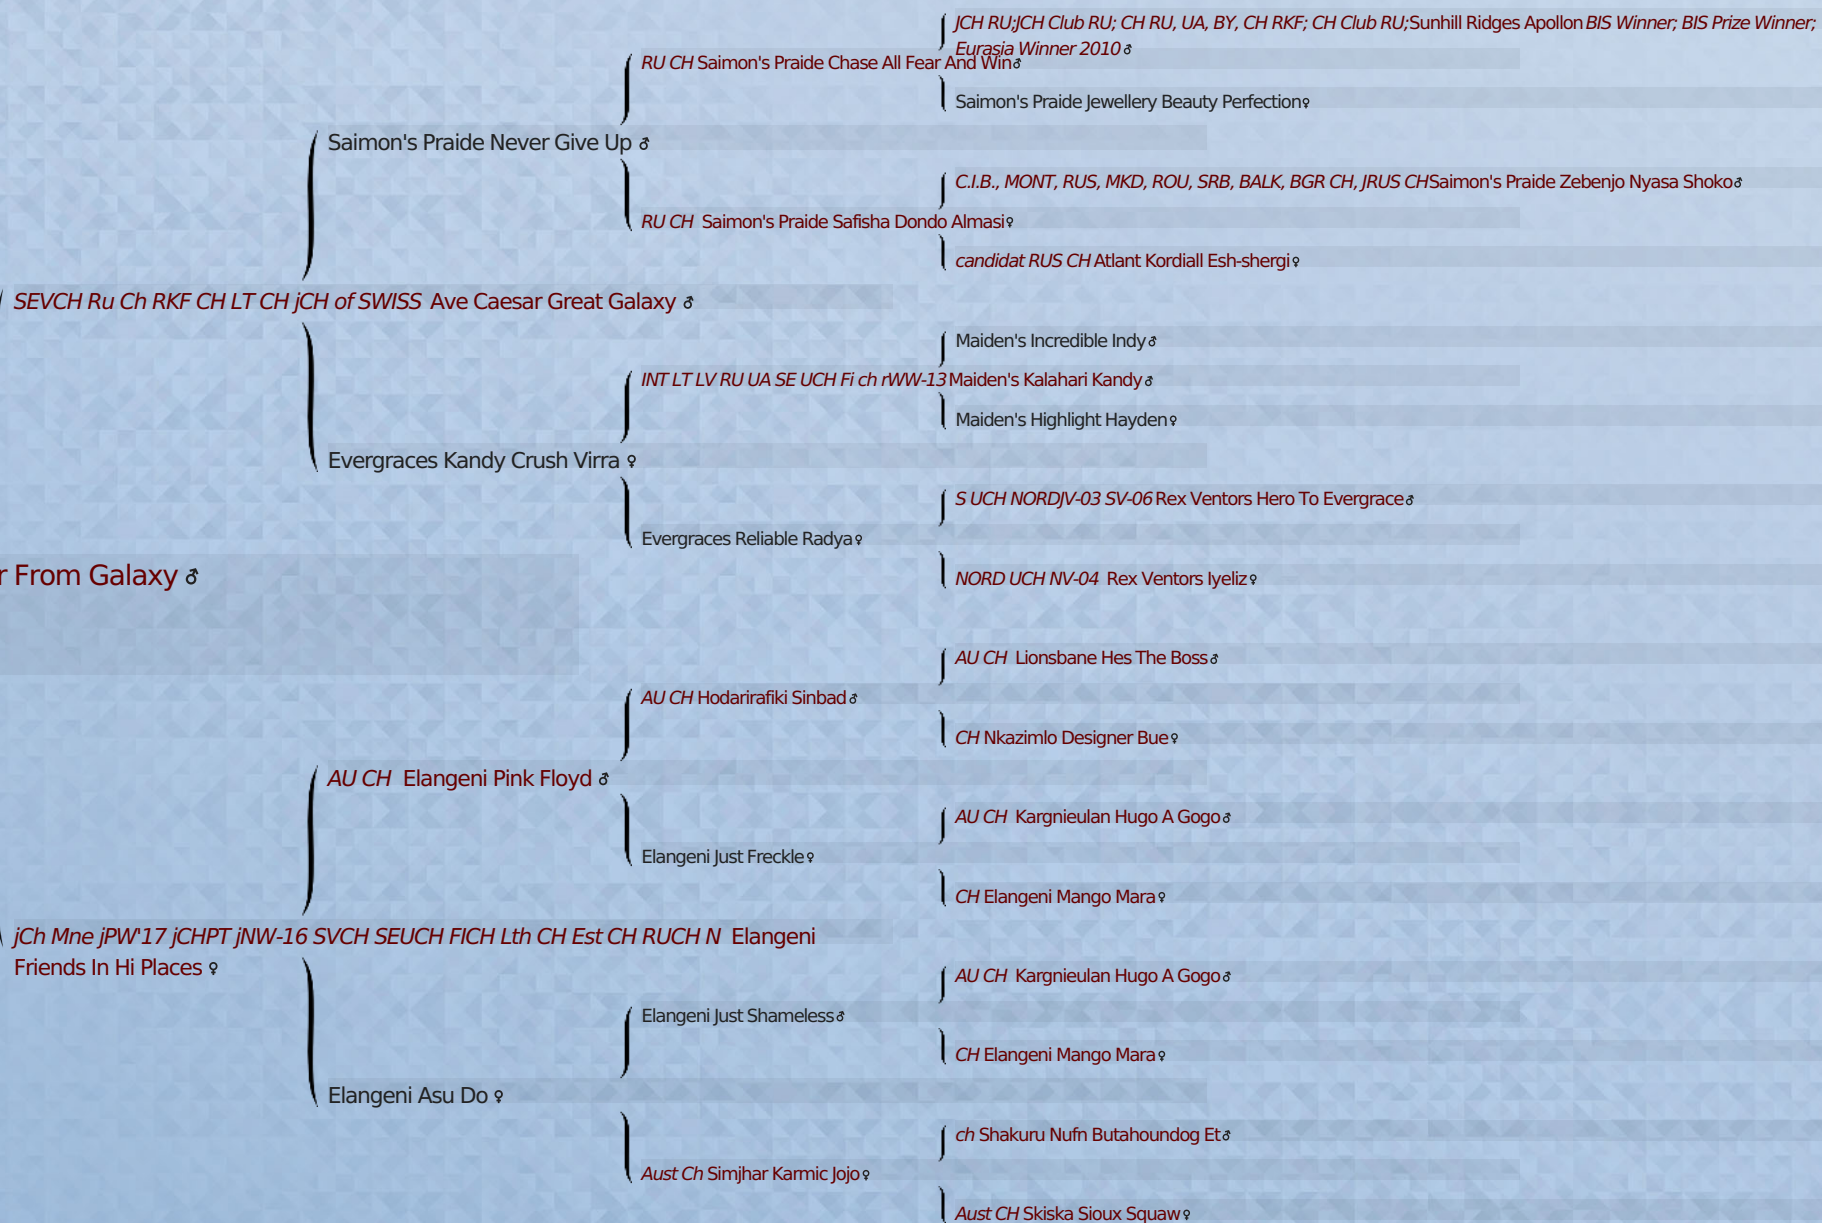 JCH RU;JCH Club RU; CH RU, UA, BY, CH RKF; CH Club RU;Sunhill Ridges Apollon BIS Winner; BIS Prize Winner;
Eurasia Winner 2010 ♂
RU CH Saimon's Praide Chase All Fear And Win♂
Saimon's Praide Jewellery Beauty Perfection♀
Saimon's Praide Never Give Up ♂
C.I.B., MONT, RUS, MKD, ROU, SRB, BALK, BGR CH, JRUS CHSaimon's Praide Zebenjo Nyasa Shoko♂
RU CH Saimon's Praide Safisha Dondo Almasi♀
candidat RUS CH Atlant Kordiall Esh-shergi♀
SEVCH Ru Ch RKF CH LT CH jCH of SWISS Ave Caesar Great Galaxy ♂
Maiden's Incredible Indy♂
INT LT LV RU UA SE UCH Fi ch rWW-13 Maiden's Kalahari Kandy♂
Maiden's Highlight Hayden♀
Evergraces Kandy Crush Virra ♀
S UCH NORDJV-03 SV-06 Rex Ventors Hero To Evergrace♂
Evergraces Reliable Radya♀
r From Galaxy ♂
NORD UCH NV-04 Rex Ventors Iyeliz♀
AU CH Lionsbane Hes The Boss♂
AU CH Hodarirafiki Sinbad♂
CH Nkazimlo Designer Bue♀
AU CH Elangeni Pink Floyd ♂
AU CH Kargnieulan Hugo A Gogo♂
Elangeni Just Freckle♀
CH Elangeni Mango Mara♀
jCh Mne jPW'17 jCHPT jNW-16 SVCH SEUCH FICH Lth CH Est CH RUCH N Elangeni
Friends In Hi Places ♀
AU CH Kargnieulan Hugo A Gogo♂
Elangeni Just Shameless♂
CH Elangeni Mango Mara♀
Elangeni Asu Do ♀
ch Shakuru Nufn Butahoundog Et♂
Aust Ch Simjhar Karmic Jojo♀
Aust CH Skiska Sioux Squaw♀